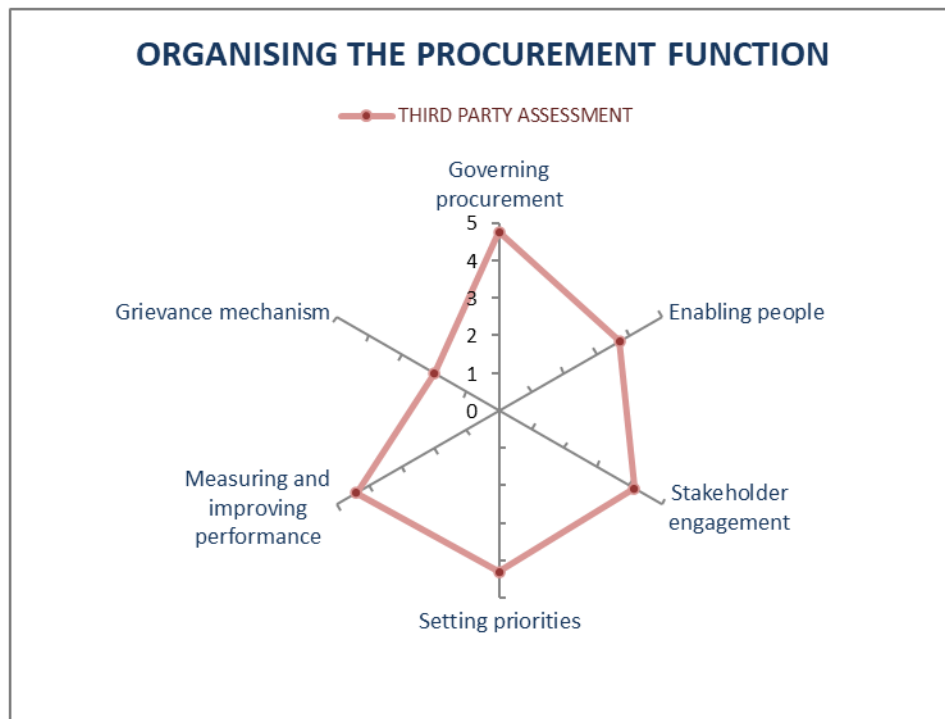 ORGANISING THE PROCUREMENT FUNCTION
THIRD PARTY ASSESSMENT
Governing
procurement
5
4
3
2
1
0
Enabling people
Stakeholder
engagement
Setting priorities
Measuring and
improving
performance
Grievance mechanism